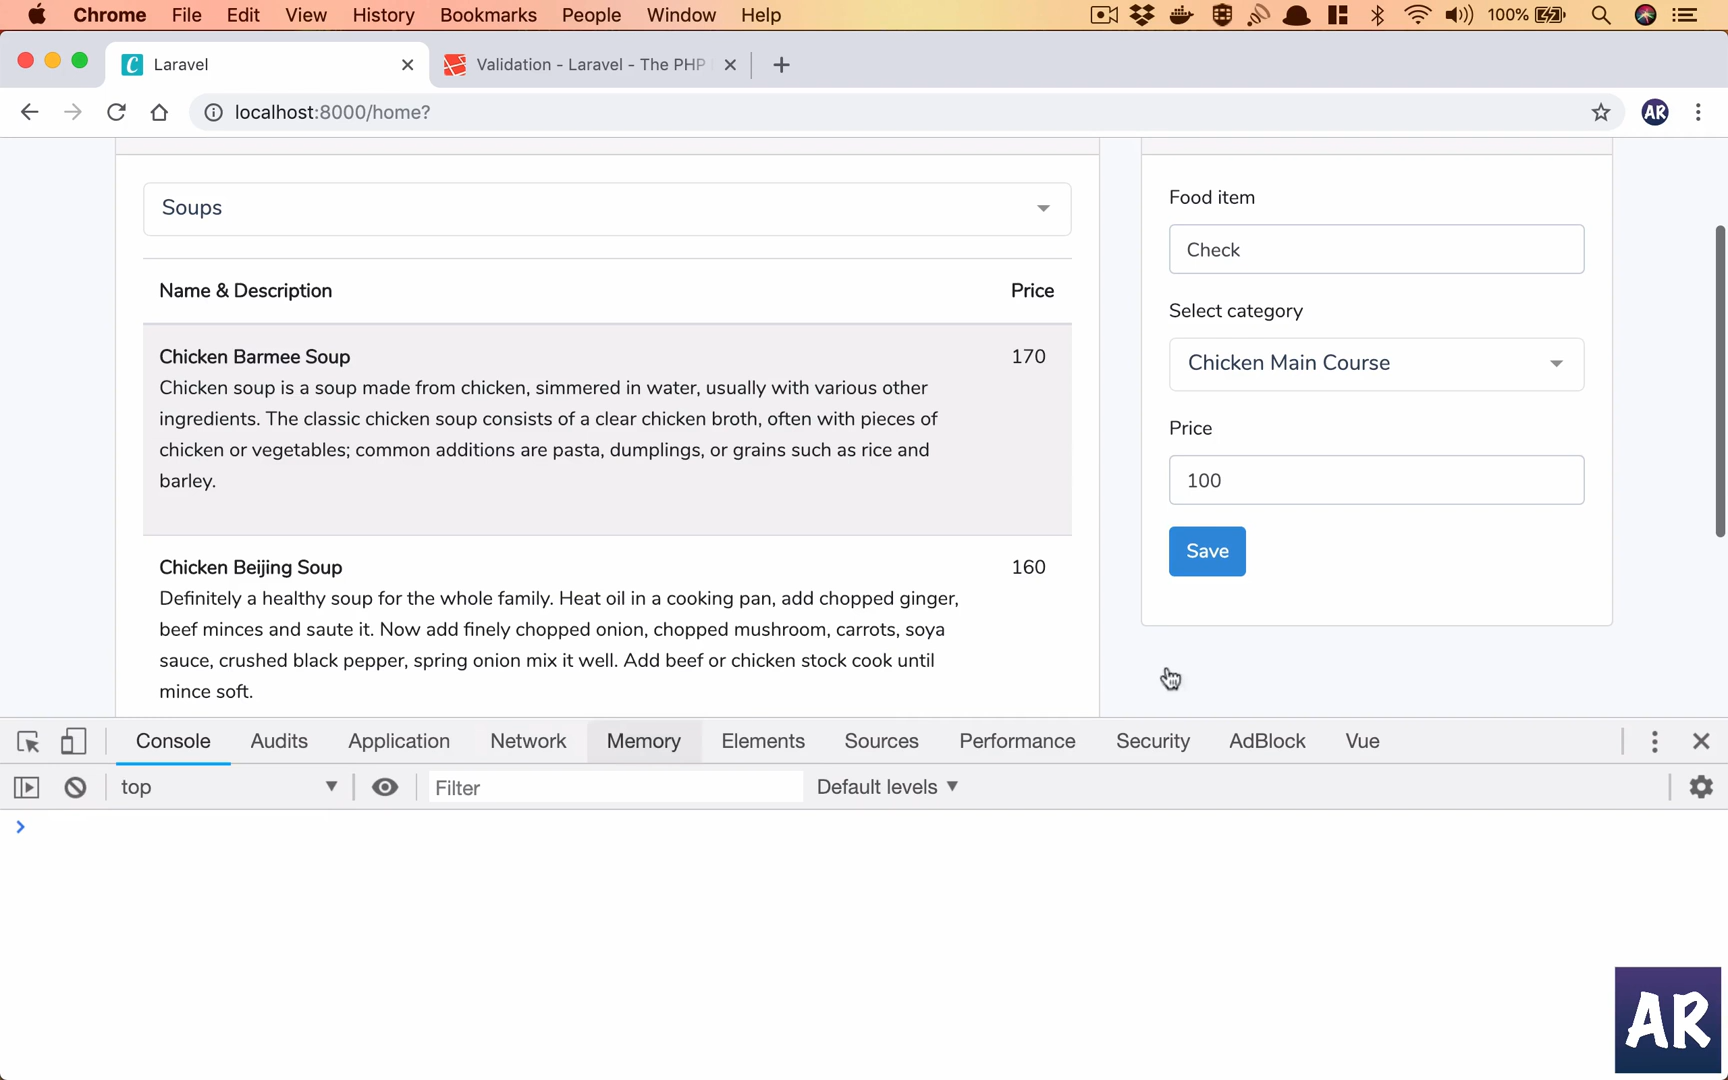 Chrome File Edit View History Bookmarks People Window Help 100%
Laravel
Validation - Laravel - The PHP
localhost:8000/home?
AR
Soups
Name & Description Price
Chicken Barmee Soup 170
Chicken soup is a soup made from chicken, simmered in water, usually with various other
ingredients. The classic chicken soup consists of a clear chicken broth, often with pieces of
chicken or vegetables; common additions are pasta, dumplings, or grains such as rice and
barley.
Chicken Beijing Soup 160
Definitely a healthy soup for the whole family. Heat oil in a cooking pan, add chopped ginger,
beef minces and saute it. Now add finely chopped onion, chopped mushroom, carrots, soya
sauce, crushed black pepper, spring onion mix it well. Add beef or chicken stock cook until
mince soft.
Food item
Check
Select category
Chicken Main Course
Price
100
Save
Console Audits Application Network Memory Elements Sources Performance Security AdBlock Vue
top Filter Default levels
AR